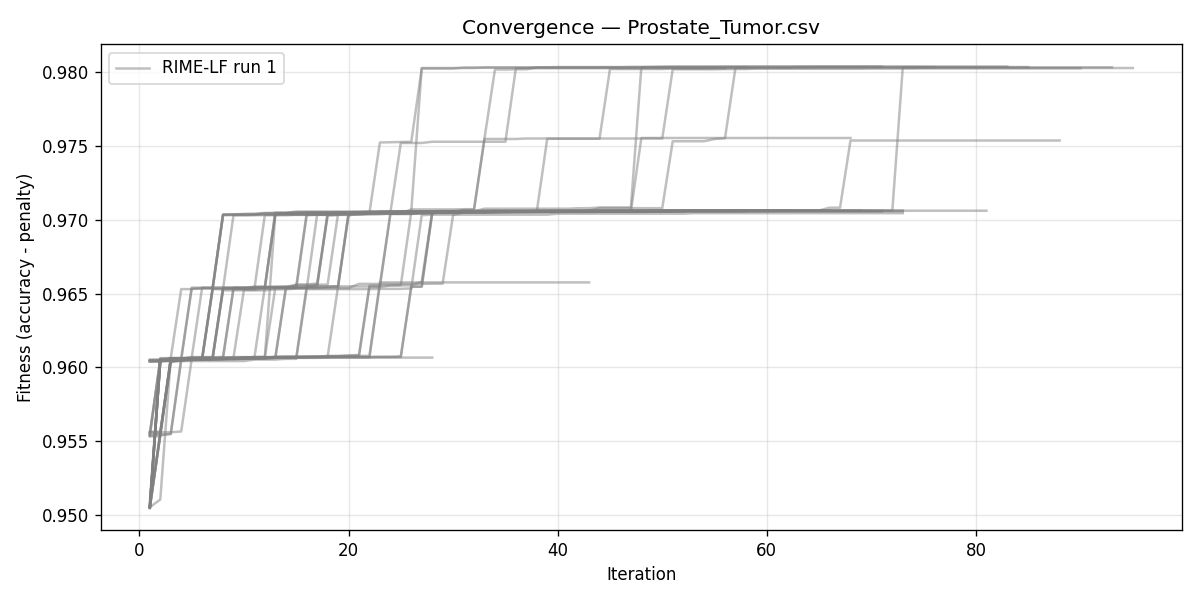 Convergence — Prostate_Tumor.csv
RIME-LF run 1
Fitness (accuracy - penalty)
0.980
0.975
0.970
0.965
0.960
0.955
0.950
0 20 40 60 80
Iteration